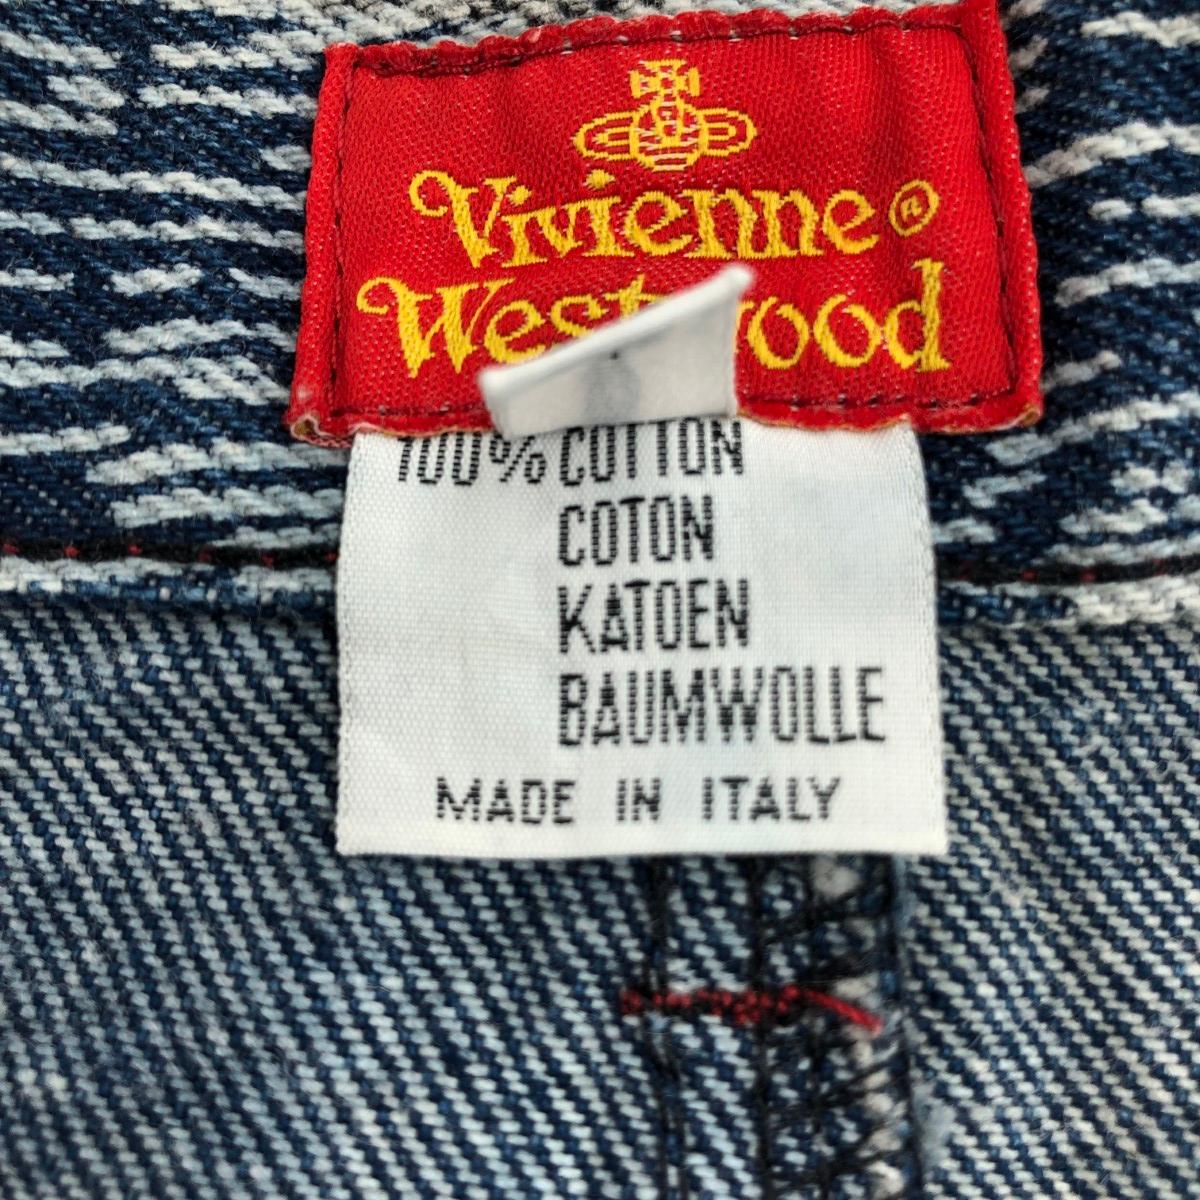 Vivienne®
Westwood
100% COTTON
COTON
KATOEN
BAUMWOLLE
MADE IN ITALY